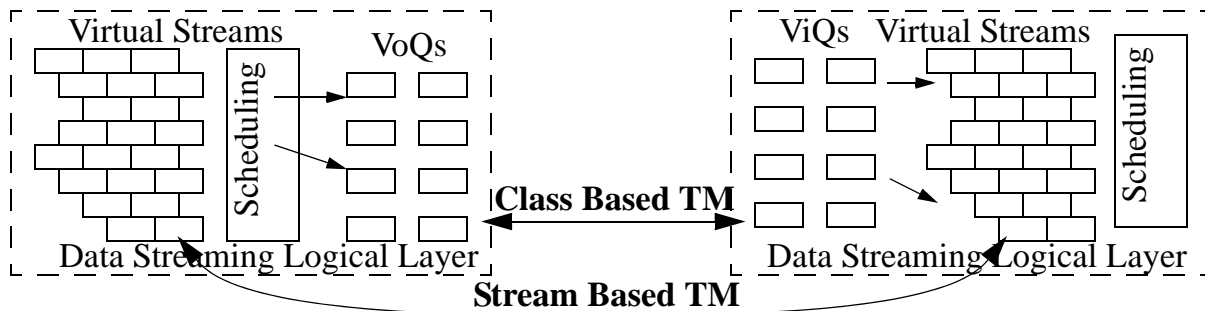 Virtual Streams
VoQs
Scheduling
Data Streaming Logical Layer
Class Based TM
Stream Based TM
ViQs
Virtual Streams
Scheduling
Data Streaming Logical Layer